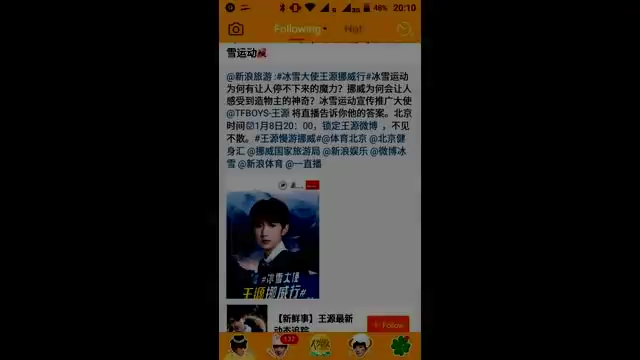 48% 20:10
Following Hot
雪运动
@新浪旅游 :#冰雪大使王源挪威行#冰雪运动
为何有让人停不下来的魔力？挪威为何会让人
感受到造物主的神奇？冰雪运动宣传推广大使
@TFBOYS-王源 将直播告诉你他的答案。北京
时间1月8日20：00，锁定王源微博 ，不见
不散。#王源慢游挪威#@体育北京 @北京健
身汇 @挪威国家旅游局 @新浪娱乐 @微博冰
雪 @新浪体育 @一直播
#冰雪大使
王源挪威行#
【新鲜事】王源最新
动态追踪
+ Follow
137